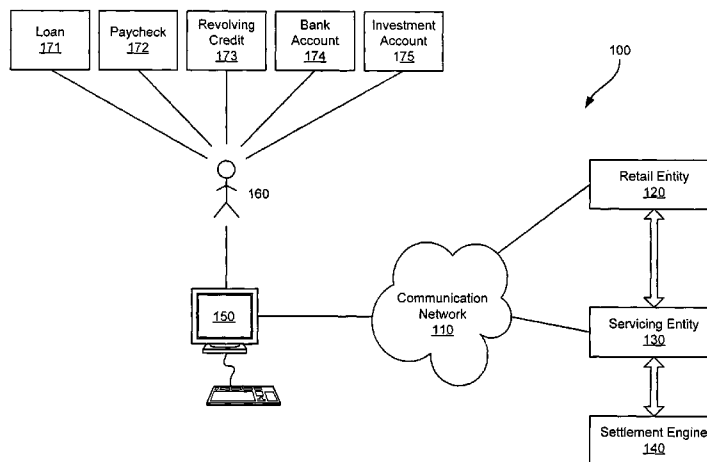 Loan
171
Paycheck
172
Revolving
Credit
173
Bank
Account
174
Investment
Account
175
100
160
Retail Entity
120
150
Communication
Network
110
Servicing Entity
130
Settlement Engine
140